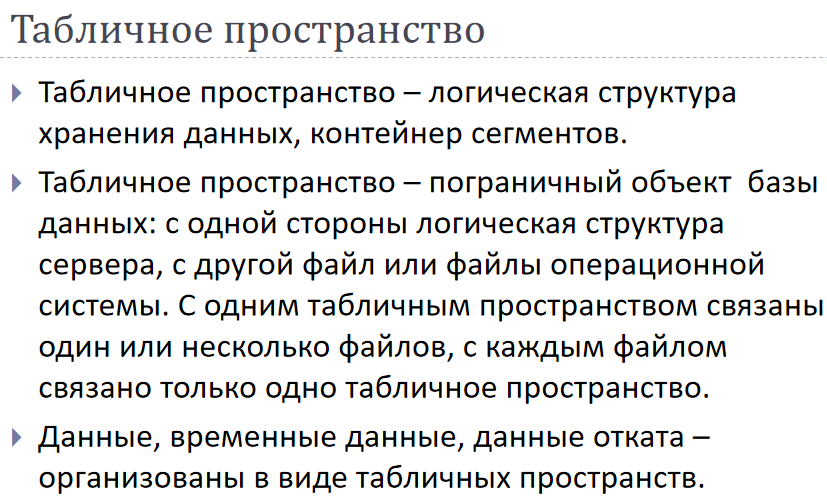 Табличное пространство
Табличное пространство – логическая структура
хранения данных, контейнер сегментов.
Табличное пространство – пограничный объект базы
данных: с одной стороны логическая структура
сервера, с другой файл или файлы операционной
системы. С одним табличным пространством связаны
один или несколько файлов, с каждым файлом
связано только одно табличное пространство.
Данные, временные данные, данные отката –
организованы в виде табличных пространств.